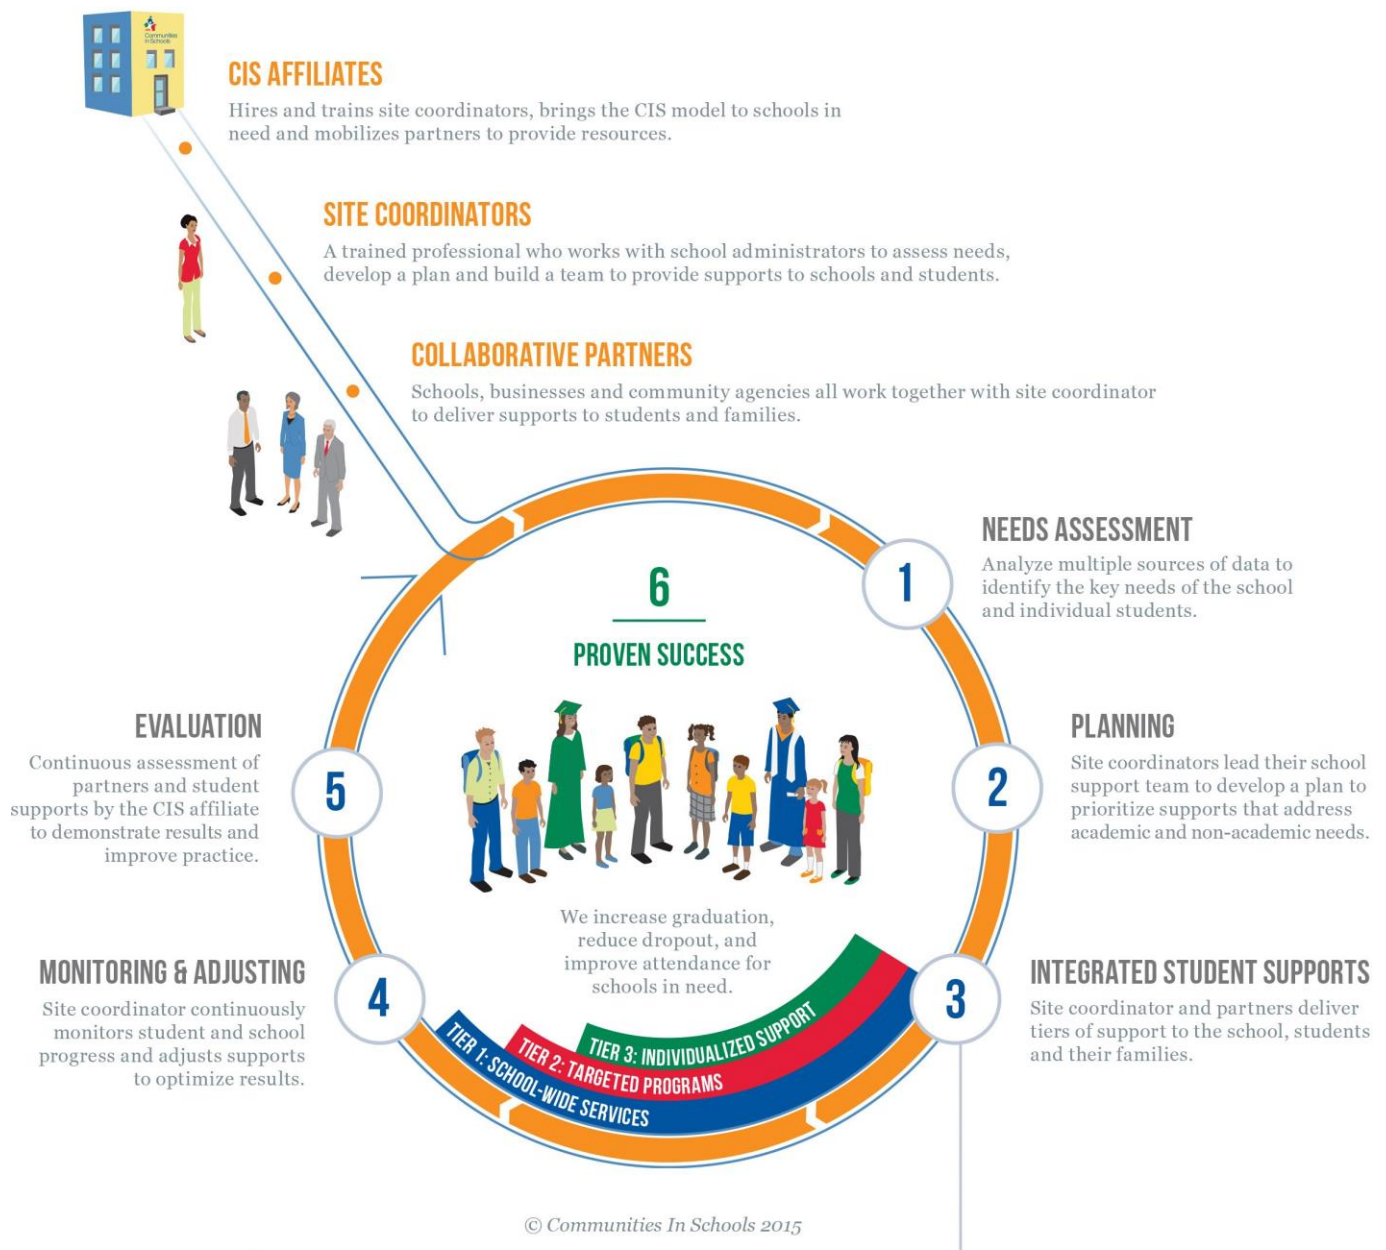 Communities
In Schools
CIS AFFILIATES
Hires and trains site coordinators, brings the CIS model to schools in
need and mobilizes partners to provide resources.
SITE COORDINATORS
A trained professional who works with school administrators to assess needs,
develop a plan and build a team to provide supports to schools and students.
COLLABORATIVE PARTNERS
Schools, businesses and community agencies all work together with site coordinator
to deliver supports to students and families.
1
NEEDS ASSESSMENT
Analyze multiple sources of data to
identify the key needs of the school
and individual students.
2
PLANNING
Site coordinators lead their school
support team to develop a plan to
prioritize supports that address
academic and non-academic needs.
3
INTEGRATED STUDENT SUPPORTS
Site coordinator and partners deliver
tiers of support to the school, students
and their families.
TIER 1: SCHOOL-WIDE SERVICES
TIER 2: TARGETED PROGRAMS
TIER 3: INDIVIDUALIZED SUPPORT
4
MONITORING & ADJUSTING
Site coordinator continuously
monitors student and school
progress and adjusts supports
to optimize results.
5
EVALUATION
Continuous assessment of
partners and student
supports by the CIS affiliate
to demonstrate results and
improve practice.
6
PROVEN SUCCESS
We increase graduation,
reduce dropout, and
improve attendance for
schools in need.
© Communities In Schools 2015